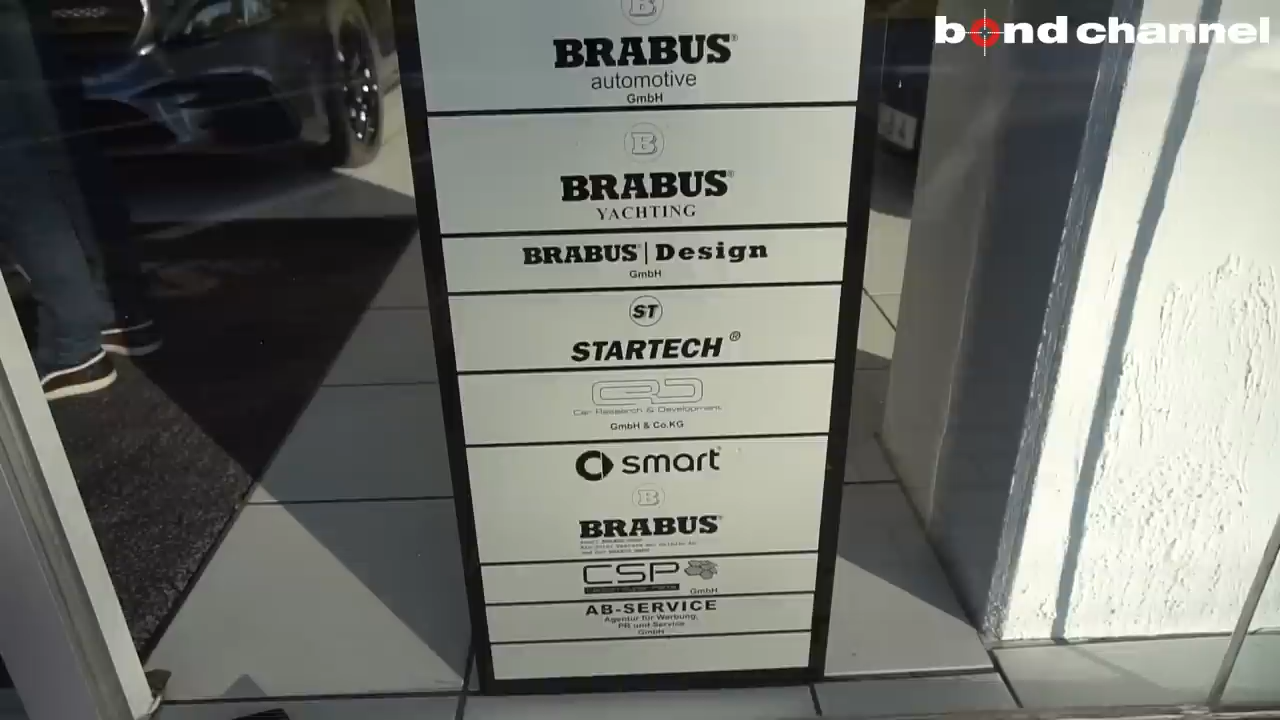 bond channel
B
BRABUS®
automotive
GmbH
B
BRABUS®
YACHTING
BRABUS® | Design
GmbH
ST
STARTECH®
CRD
Car Research & Development
GmbH & Co.KG
smart
B
BRABUS®
CSP
GmbH
AB-SERVICE
Agentur für Werbung,
PR und Service
GmbH